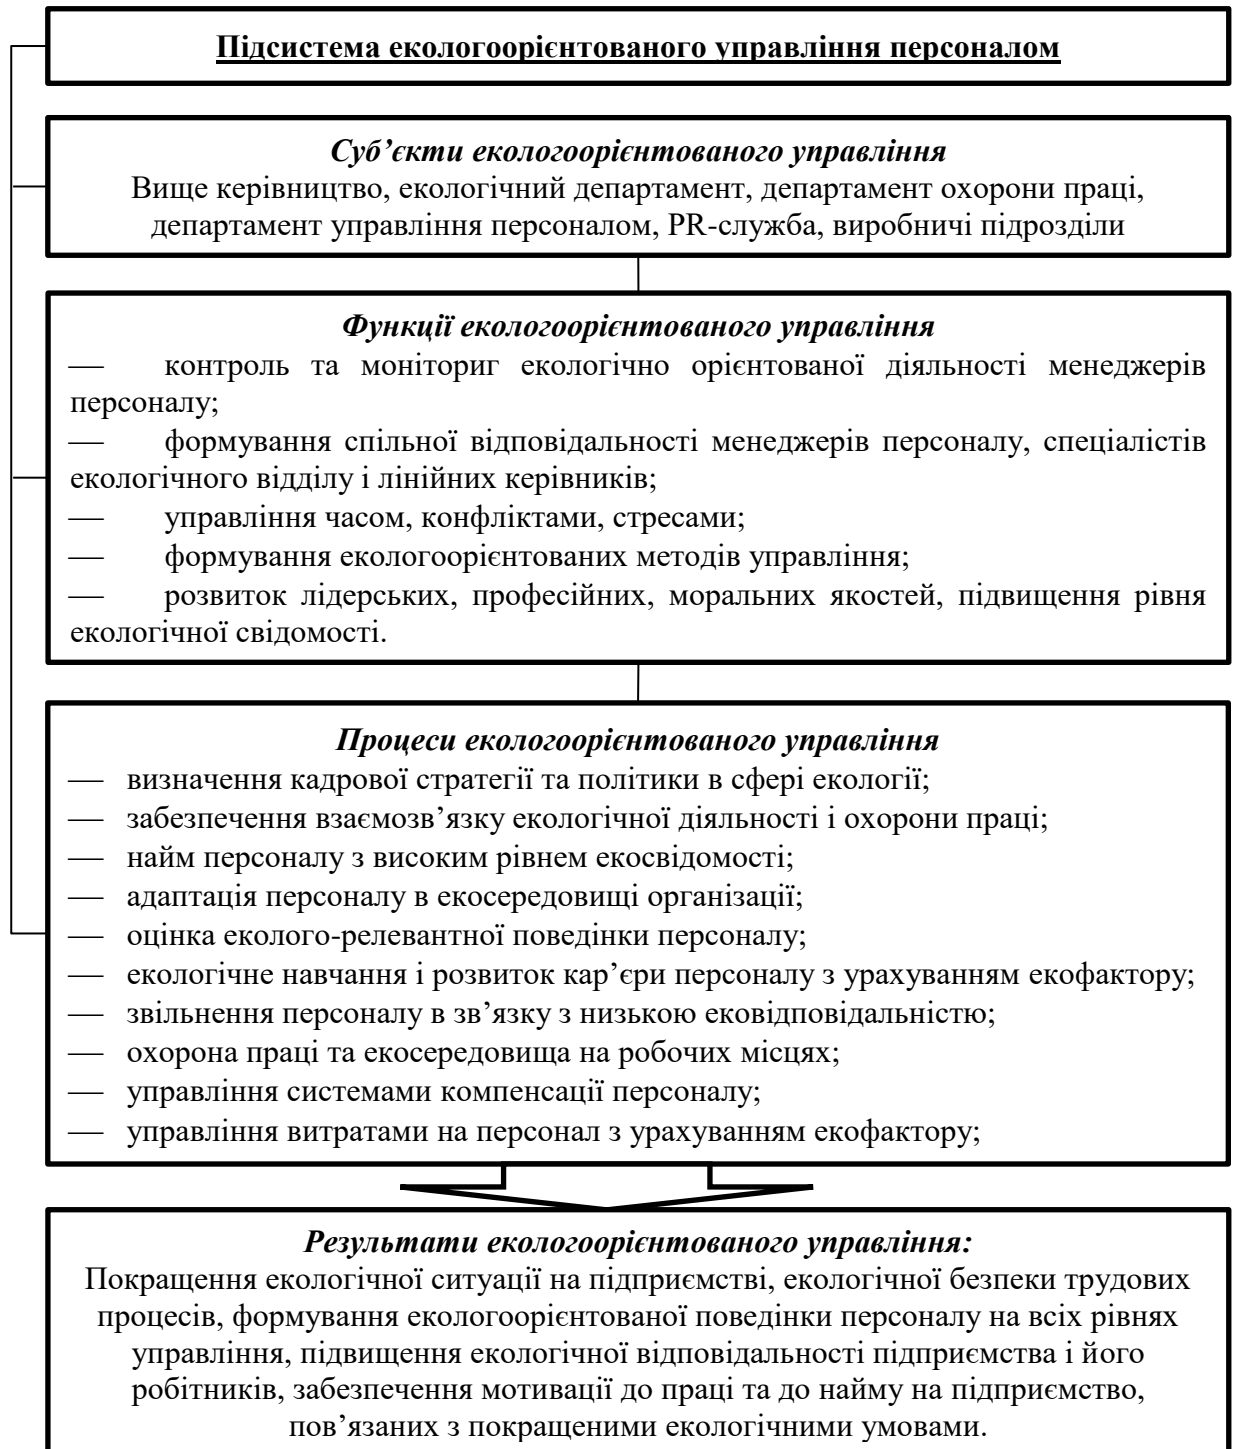 Підсистема екологоорієнтованого управління персоналом
Суб’єкти екологоорієнтованого управління
Вище керівництво, екологічний департамент, департамент охорони праці,
департамент управління персоналом, PR-служба, виробничі підрозділи
Функції екологоорієнтованого управління
— контроль та моніториг екологічно орієнтованої діяльності менеджерів
персоналу;
— формування спільної відповідальності менеджерів персоналу, спеціалістів
екологічного відділу і лінійних керівників;
— управління часом, конфліктами, стресами;
— формування екологоорієнтованих методів управління;
— розвиток лідерських, професійних, моральних якостей, підвищення рівня
екологічної свідомості.
Процеси екологоорієнтованого управління
— визначення кадрової стратегії та політики в сфері екології;
— забезпечення взаємозв’язку екологічної діяльності і охорони праці;
— найм персоналу з високим рівнем екосвідомості;
— адаптація персоналу в екосередовищі організації;
— оцінка еколого-релевантної поведінки персоналу;
— екологічне навчання і розвиток кар’єри персоналу з урахуванням екофактору;
— звільнення персоналу в зв’язку з низькою ековідповідальністю;
— охорона праці та екосередовища на робочих місцях;
— управління системами компенсації персоналу;
— управління витратами на персонал з урахуванням екофактору;
Результати екологоорієнтованого управління:
Покращення екологічної ситуації на підприємстві, екологічної безпеки трудових
процесів, формування екологоорієнтованої поведінки персоналу на всіх рівнях
управління, підвищення екологічної відповідальності підприємства і його
робітників, забезпечення мотивації до праці та до найму на підприємство,
пов’язаних з покращеними екологічними умовами.